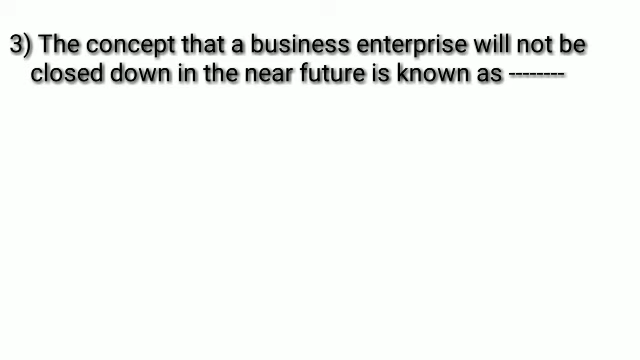 3) The concept that a business enterprise will not be
closed down in the near future is known as --------